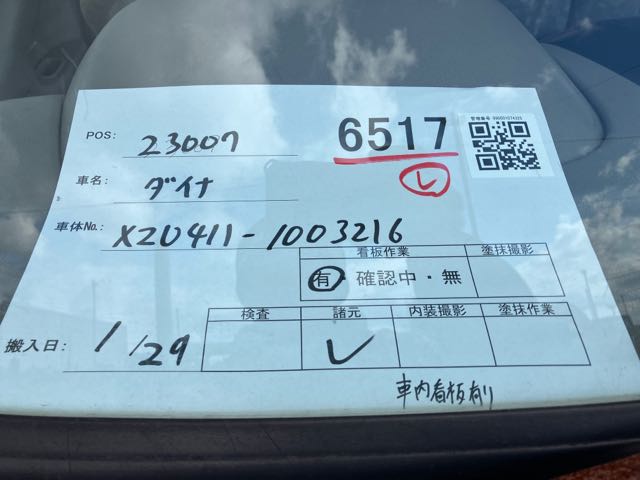 管理番号
POS: 23007
6517
レ
車名: ダイナ
車体No. XZU411-1003216
看板作業 塗抹撮影
有・確認中・無
検査 諸元 内装撮影 塗抹作業
搬入日: 1/29 レ
車内看板有り